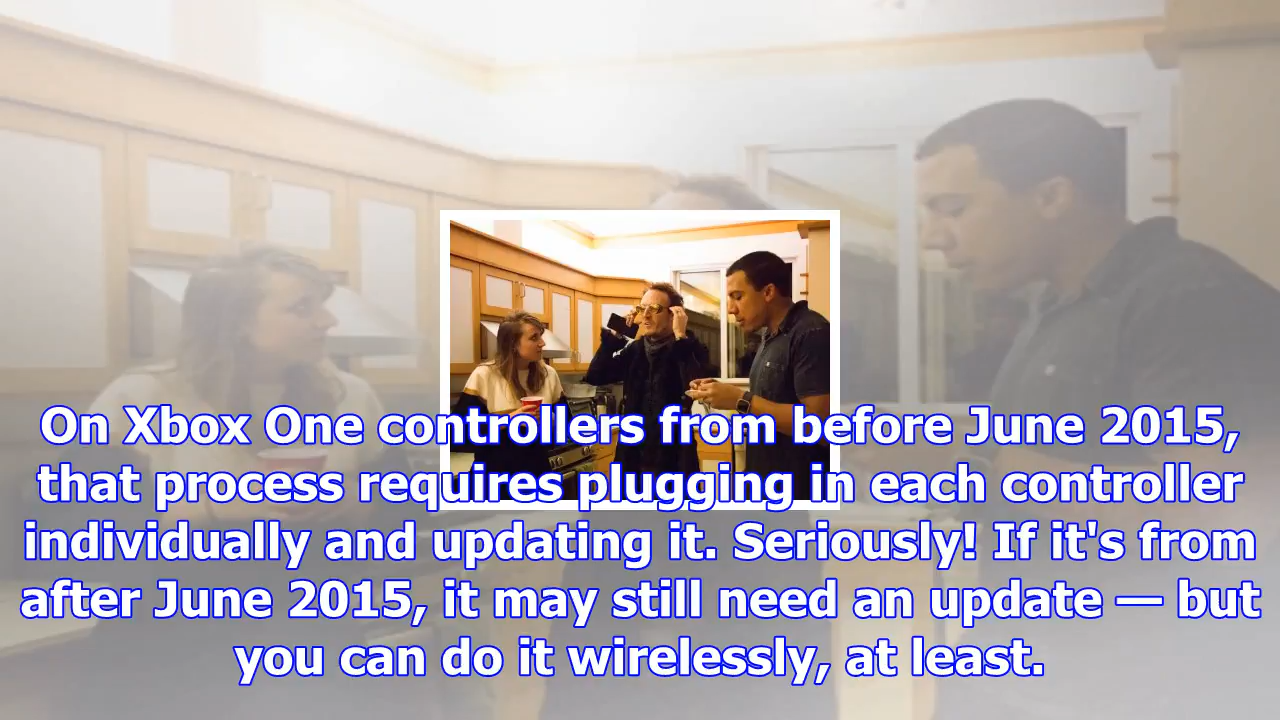 On Xbox One controllers from before June 2015,
that process requires plugging in each controller
individually and updating it. Seriously! If it's from
after June 2015, it may still need an update — but
you can do it wirelessly, at least.